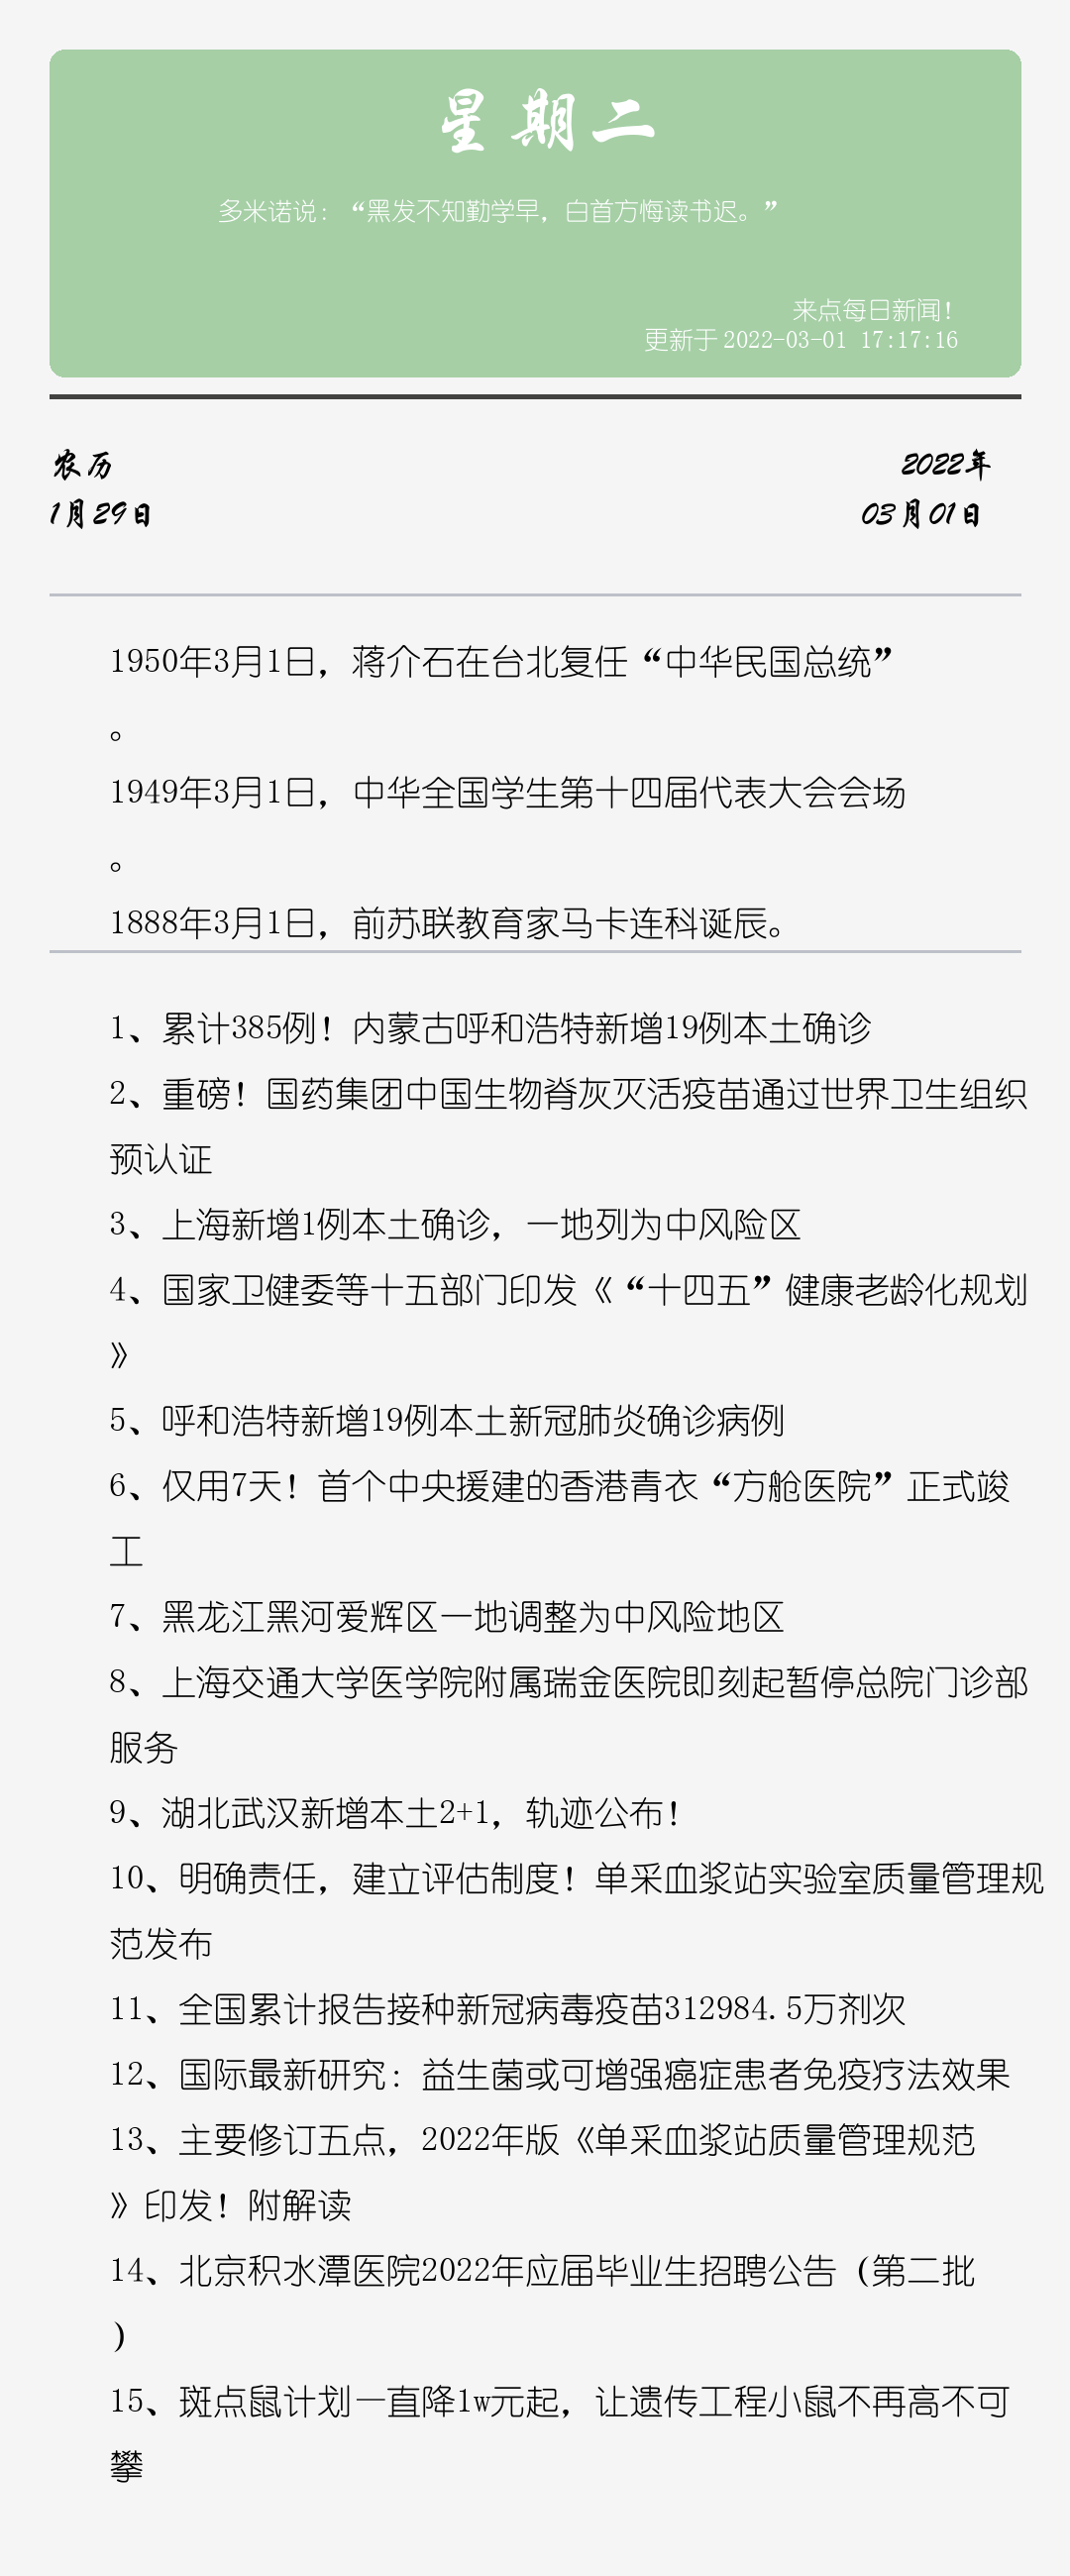 星期二
多米诺说：“黑发不知勤学早，白首方悔读书迟。”
来点每日新闻！
更新于 2022-03-01 17:17:16
农历
2022年
1月29日
03月01日
1950年3月1日，蒋介石在台北复任“中华民国总统”
。
1949年3月1日，中华全国学生第十四届代表大会会场
。
1888年3月1日，前苏联教育家马卡连科诞辰。
1、累计385例！内蒙古呼和浩特新增19例本土确诊
2、重磅！国药集团中国生物脊灰灭活疫苗通过世界卫生组织
预认证
3、上海新增1例本土确诊，一地列为中风险区
4、国家卫健委等十五部门印发《“十四五”健康老龄化规划
》
5、呼和浩特新增19例本土新冠肺炎确诊病例
6、仅用7天！首个中央援建的香港青衣“方舱医院”正式竣
工
7、黑龙江黑河爱辉区一地调整为中风险地区
8、上海交通大学医学院附属瑞金医院即刻起暂停总院门诊部
服务
9、湖北武汉新增本土2+1，轨迹公布！
10、明确责任，建立评估制度！单采血浆站实验室质量管理规
范发布
11、全国累计报告接种新冠病毒疫苗312984.5万剂次
12、国际最新研究：益生菌或可增强癌症患者免疫疗法效果
13、主要修订五点，2022年版《单采血浆站质量管理规范
》印发！附解读
14、北京积水潭医院2022年应届毕业生招聘公告（第二批
）
15、斑点鼠计划一直降1w元起，让遗传工程小鼠不再高不可
攀